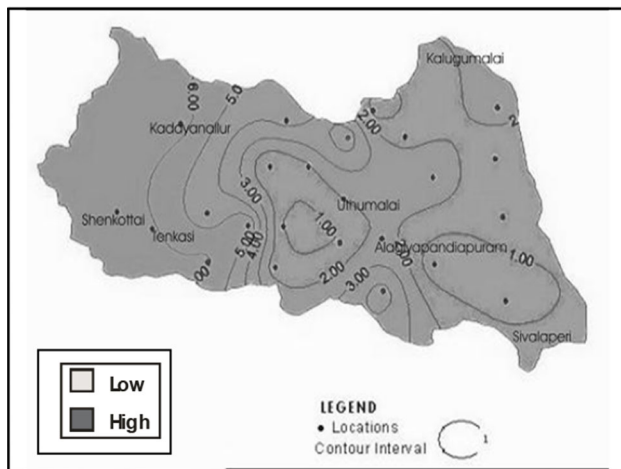 Kalugumalai
6.00
5.0
2.00
2
Kadayanallur
3.00
Uthumalai
Shenkottai
1.00
Tenkasi
5.00
4.00
Alagiyapandiapuram
1.00
2.00
3.00
Sivalaperi
Low
High
LEGEND
Locations
Contour Interval
1